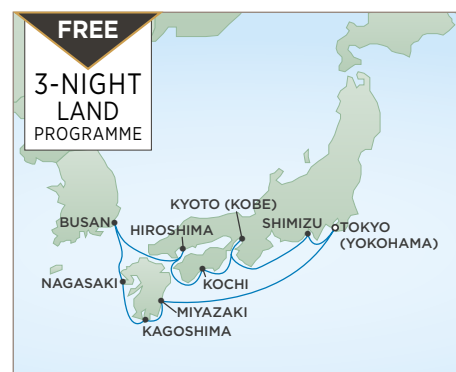 FREE
3-NIGHT
LAND
PROGRAMME
KYOTO (KOBE)
BUSAN
HIROSHIMA
SHIMIZU
TOKYO
(YOKOHAMA)
NAGASAKI
KOCHI
MIYAZAKI
KAGOSHIMA